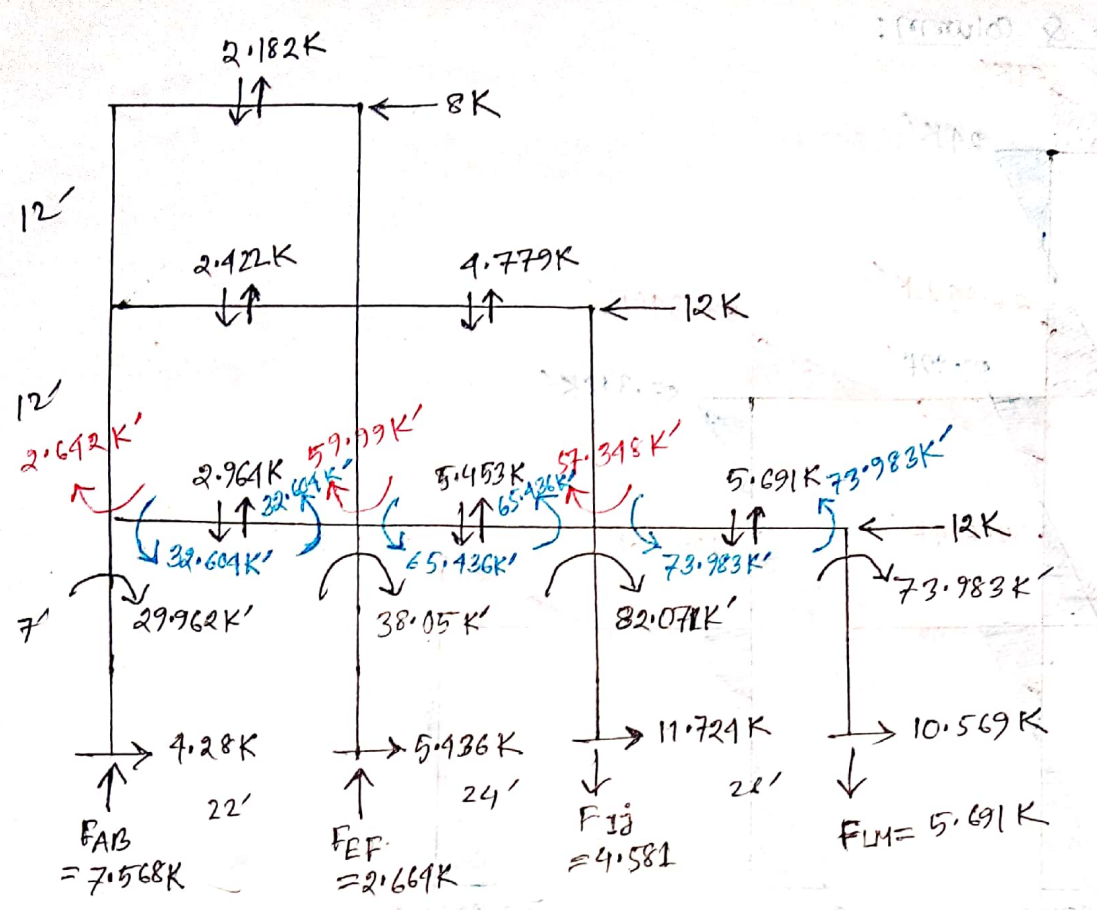 2.182K
8K
12'
2.422K
4.779K
12K
12'
2.642K'
59.99K'
57.348K'
2.964K
32.604K'
5.453K
65.436K'
5.691K
73.983K'
12K
32.604K'
65.436K'
73.983K'
7'
29.962K'
38.05K'
82.071K'
73.983K'
4.28K
5.436K
11.724K
10.569K
22'
24'
FAB
=7.568K
FEF
=2.664K
FIJ
=4.581
FLM= 5.691K